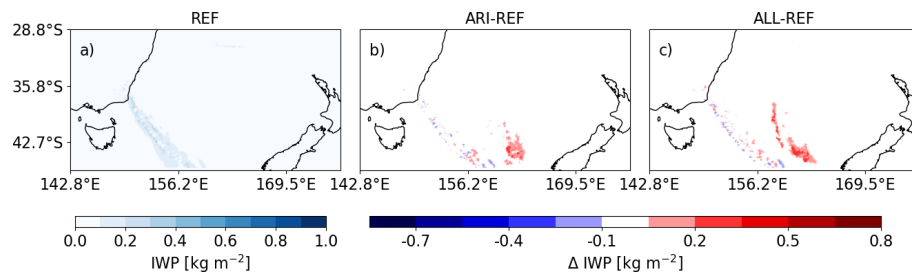 REF ARI-REF ALL-REF
28.8°S
a) b) c)
35.8°S
42.7°S
142.8°E 156.2°E 169.5°E 142.8°E 156.2°E 169.5°E 142.8°E 156.2°E 169.5°E
0.0 0.2 0.4 0.6 0.8 1.0 -0.7 -0.4 -0.1 0.2 0.5 0.8
IWP [kg m⁻²] Δ IWP [kg m⁻²]